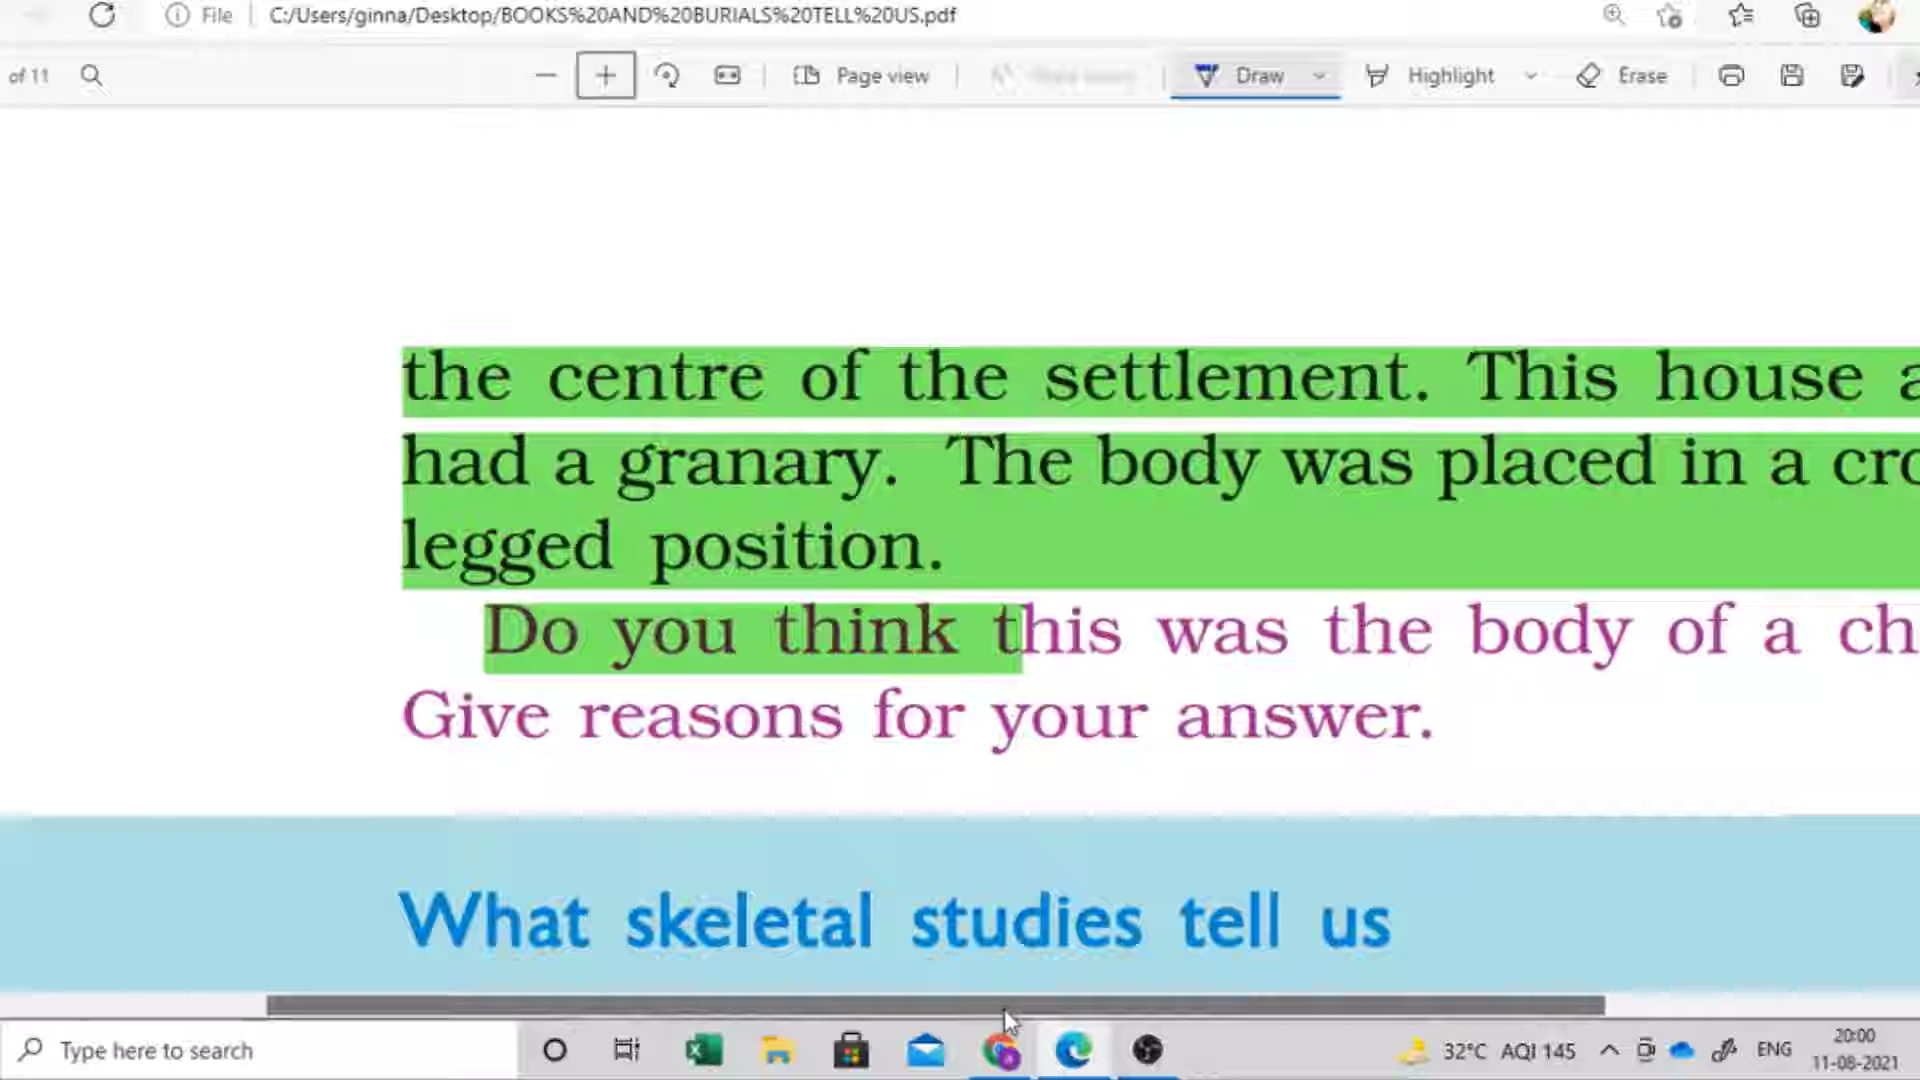 File
C:/Users/ginna/Desktop/BOOKS%20AND%20BURIALS%20TELL%20US.pdf
of 11
Page view
Draw
Highlight
Erase
the centre of the settlement. This house a
had a granary. The body was placed in a cro
legged position.
Do you think this was the body of a ch
Give reasons for your answer.
What skeletal studies tell us
Type here to search
32°C AQI 145
ENG
20:00
11-08-2021